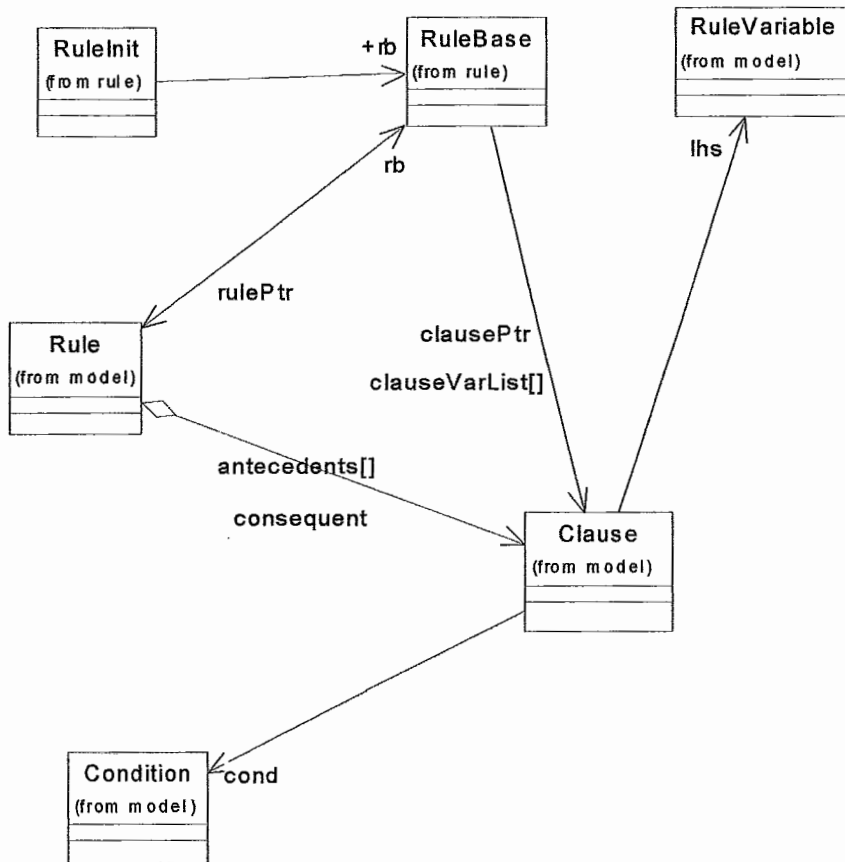 RuleInit
(from rule)
+rb
RuleBase
(from rule)
RuleVariable
(from model)
rb
lhs
rulePtr
Rule
(from model)
clausePtr
clauseVarList[]
antecedents[]
consequent
Clause
(from model)
Condition
(from model)
cond